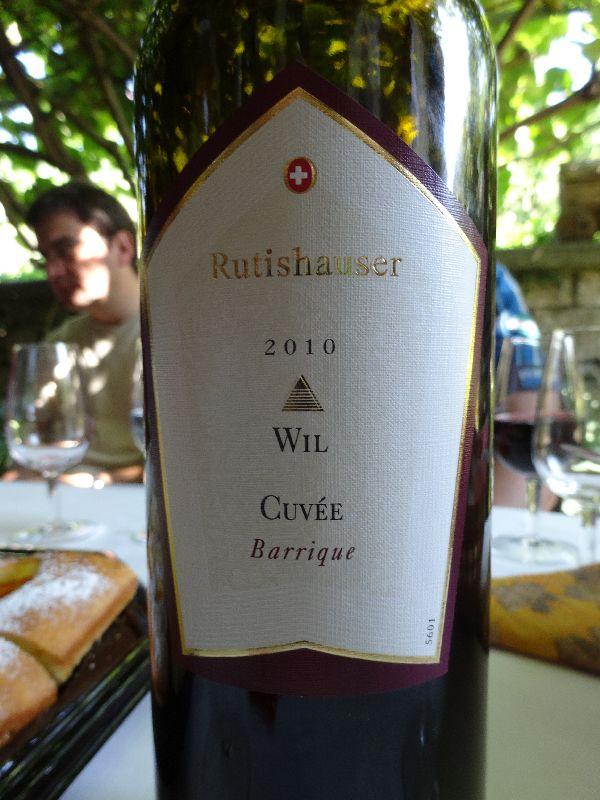 Rutishauser
2010
WIL
CUVÉE
Barrique
5601